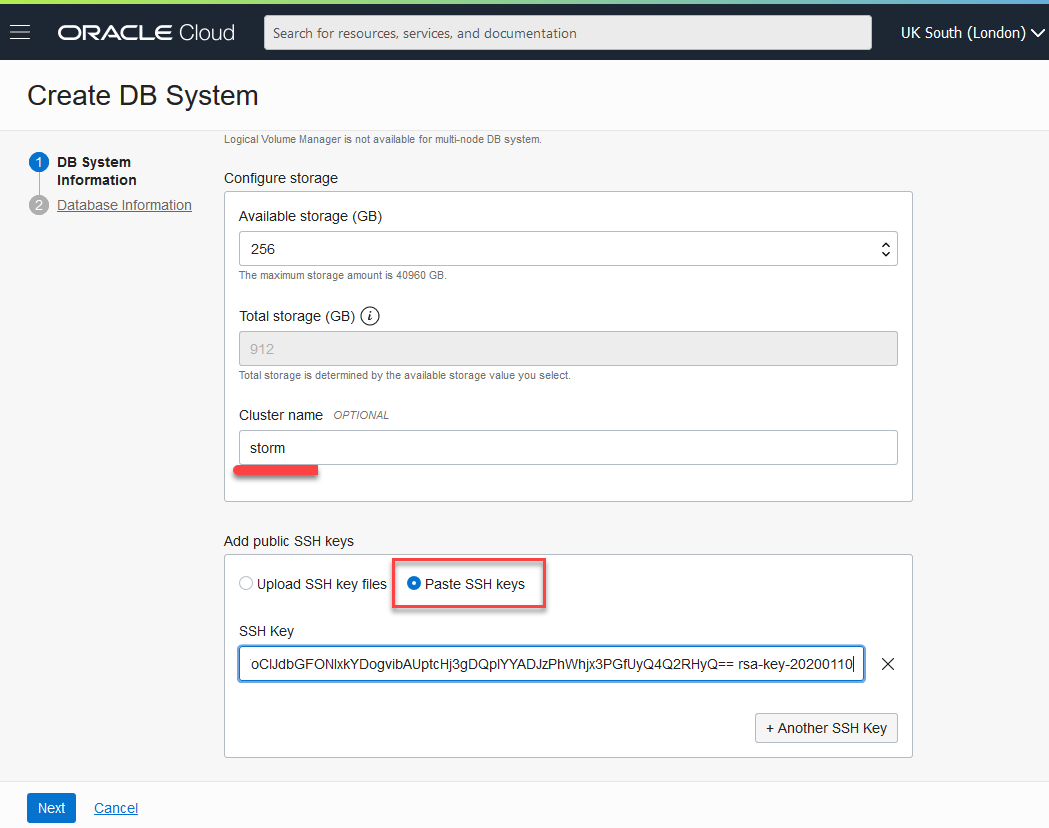 ORACLE Cloud
Search for resources, services, and documentation
UK South (London)
Create DB System
1
DB System
Information
2
Database Information
Logical Volume Manager is not available for multi-node DB system.
Configure storage
Available storage (GB)
256
The maximum storage amount is 40960 GB.
Total storage (GB)
912
Total storage is determined by the available storage value you select.
Cluster name OPTIONAL
storm
Add public SSH keys
Upload SSH key files
Paste SSH keys
SSH Key
oClJdbGFONlxkYDogvibAUptcHj3gDQplYYADJzPhWhjx3PGfUyQ4Q2RHyQ== rsa-key-20200110
+ Another SSH Key
Next
Cancel